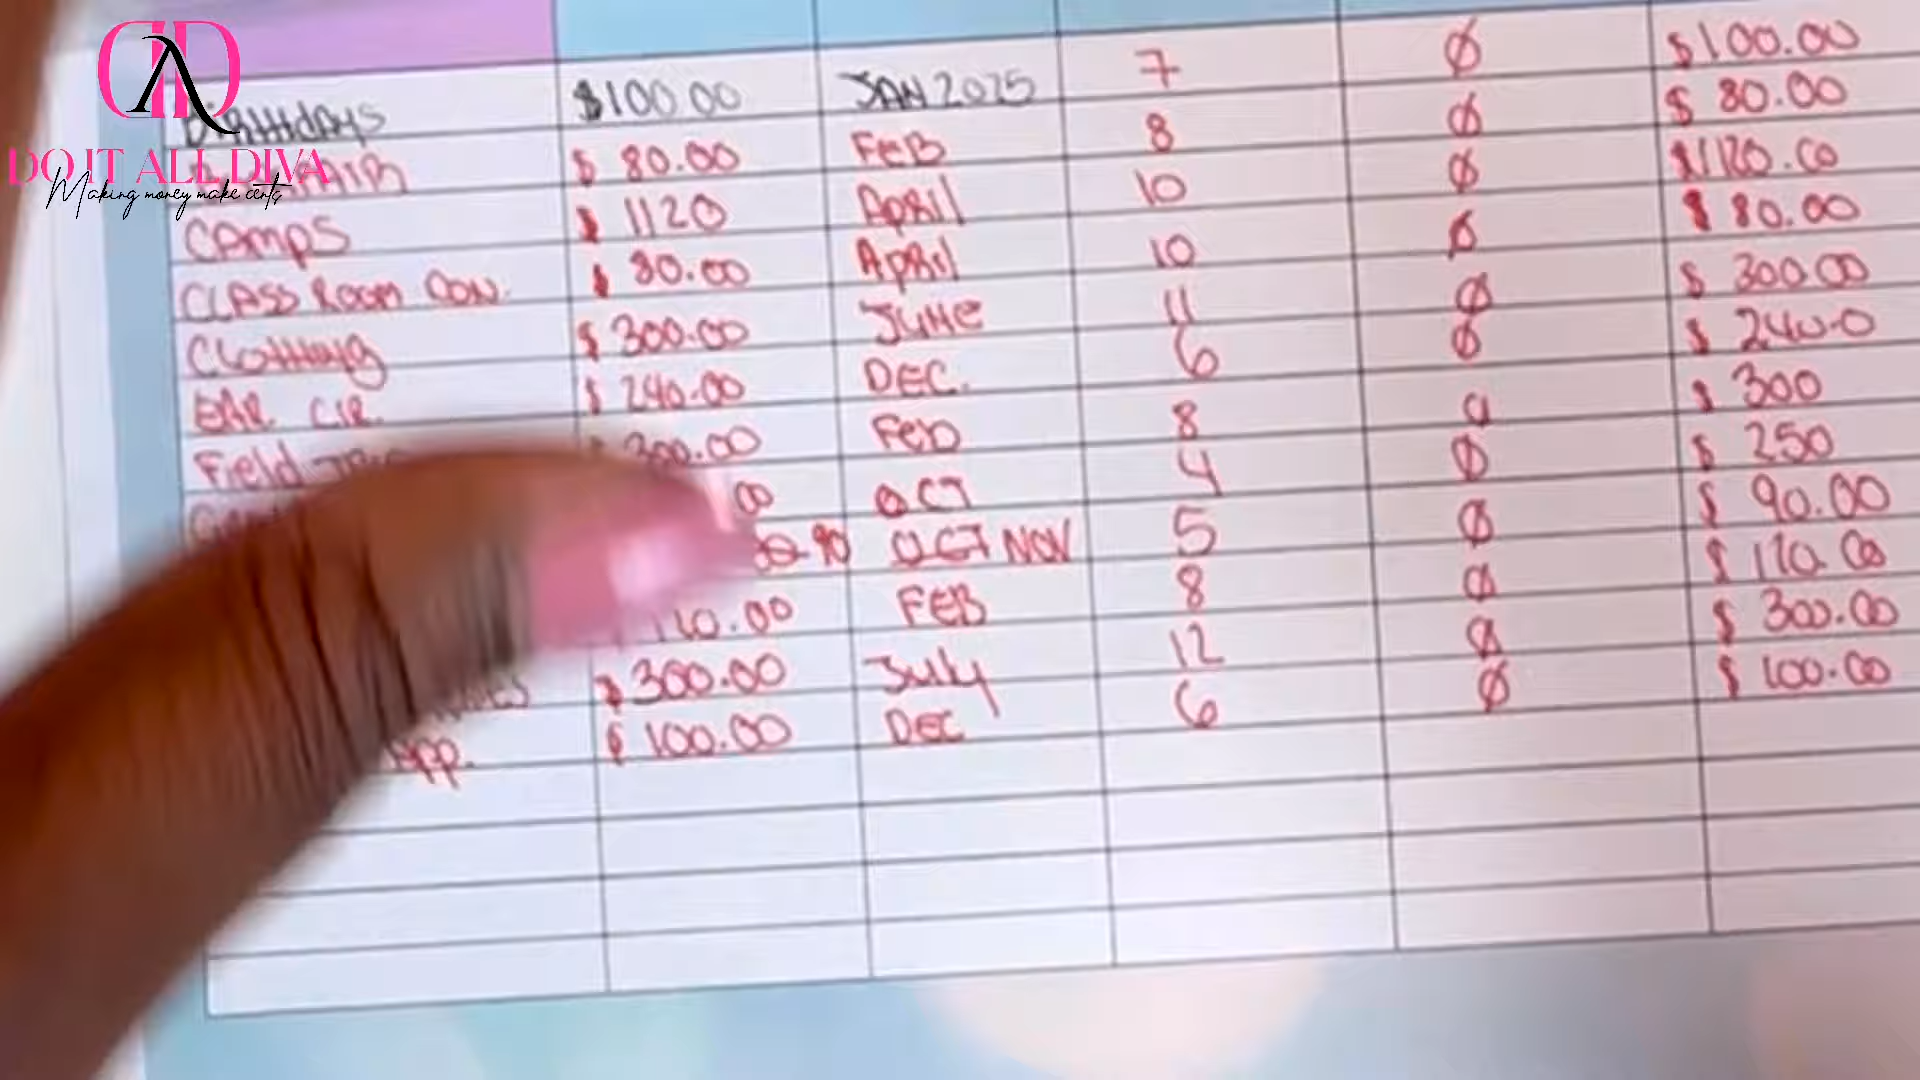 DO IT ALL DIVA
Making money make cents
Birthdays $100.00 JAN 2025 7 Ø $100.00
$ 80.00 FEB 8 Ø $ 80.00
CAMPS $ 1120 April 10 Ø $1120.00
CLASS ROOM DON. $ 80.00 April 10 Ø $ 80.00
Clothing $ 300.00 June 11 Ø $ 300.00
EAR. CIR. $ 240.00 DEC. 6 Ø $ 240.0
Field 300.00 Feb 8 $ 300
00 OCT 4 Ø $ 250
90 OCT NOV 5 Ø $ 90.00
FEB 8 Ø
$300.00 July 12 Ø $ 300.00
App. $ 100.00 DEC 6 Ø $ 100.00